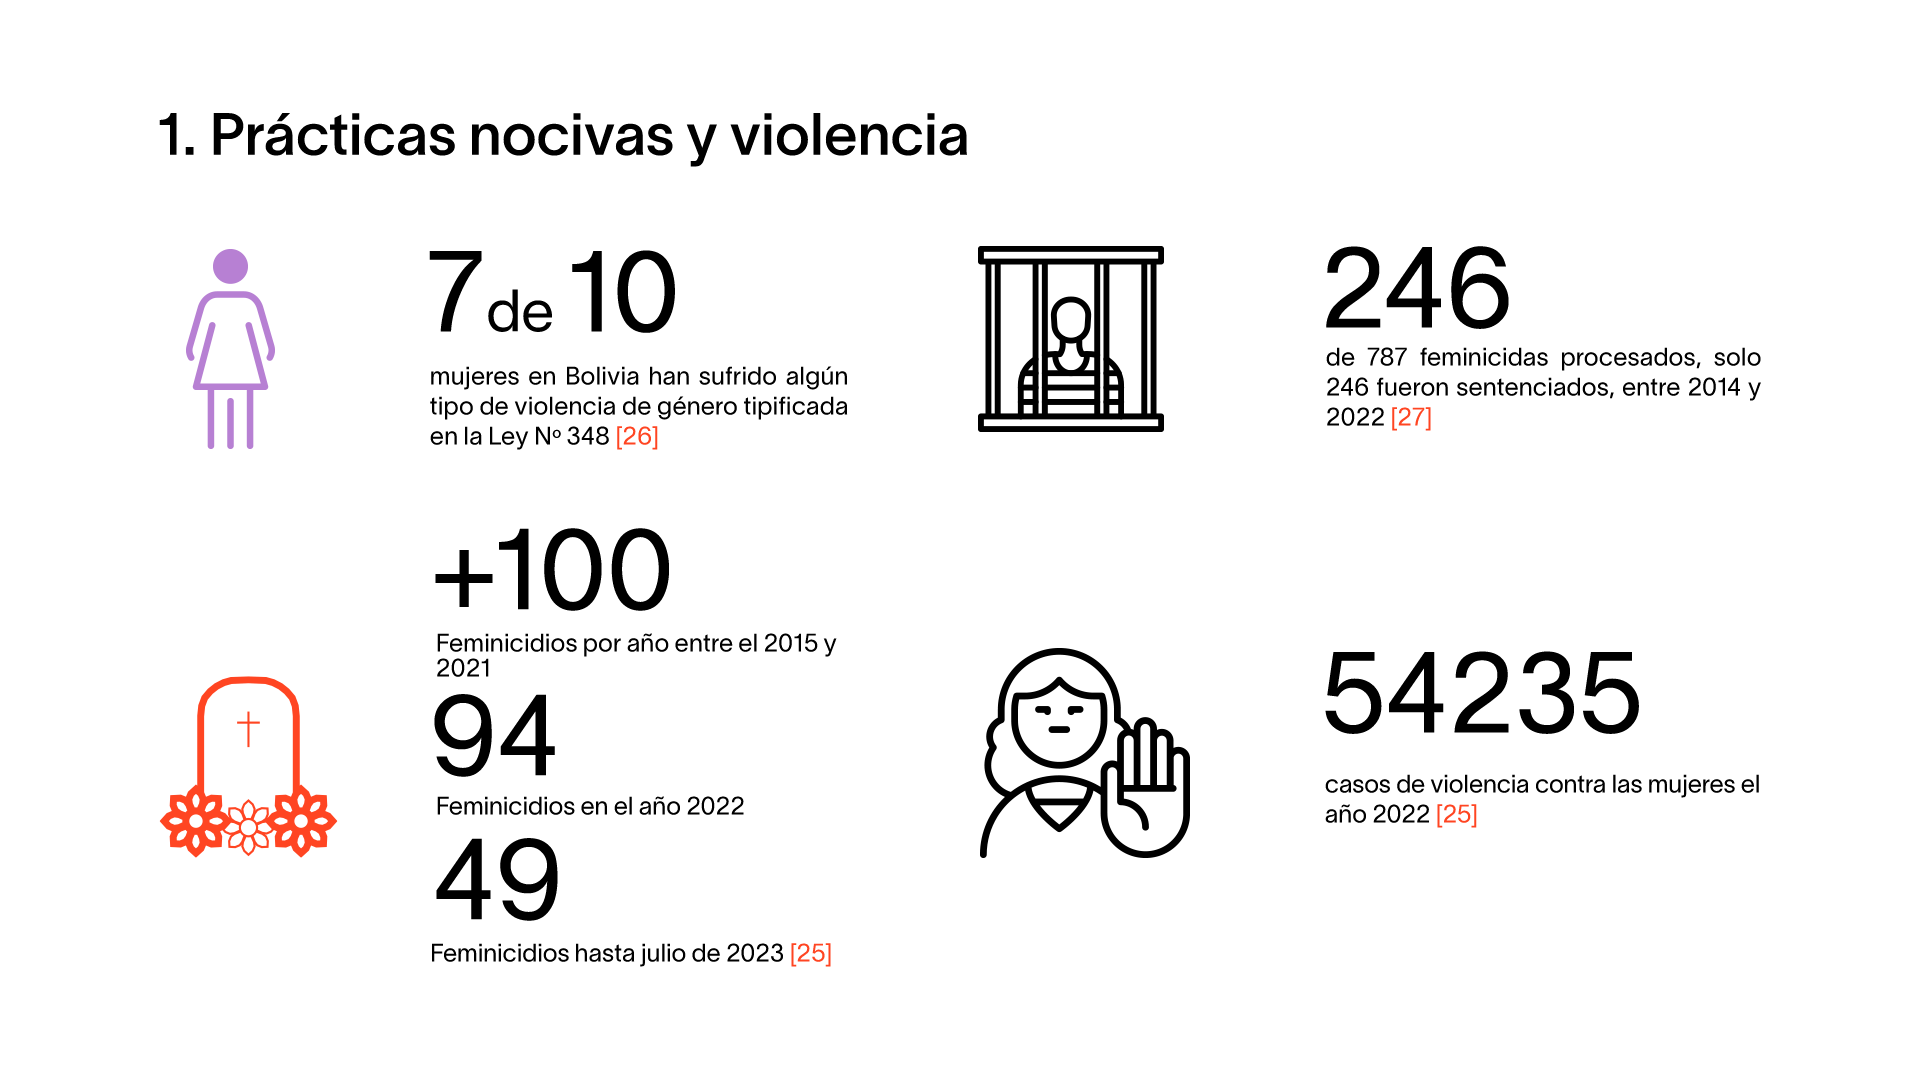 1. Prácticas nocivas y violencia
7 de 10
mujeres en Bolivia han sufrido algún
tipo de violencia de género tipificada
en la Ley Nº 348 [26]
246
de 787 feminicidas procesados, solo
246 fueron sentenciados, entre 2014 y
2022 [27]
+100
Feminicidios por año entre el 2015 y
2021
94
Feminicidios en el año 2022
49
Feminicidios hasta julio de 2023 [25]
54235
casos de violencia contra las mujeres el
año 2022 [25]